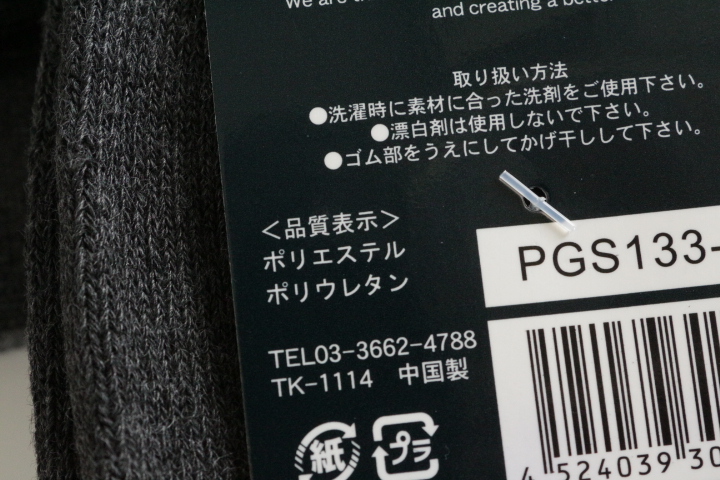 We are
and creating a better
取り扱い方法
●洗濯時に素材に合った洗剤をご使用下さい。
●漂白剤は使用しないで下さい。
●ゴム部をうえにしてかげ干しして下さい。
<品質表示>
ポリエステル
ポリウレタン
PGS133-
TEL03-3662-4788
TK-1114 中国製
紙 プラ
4 524039 30